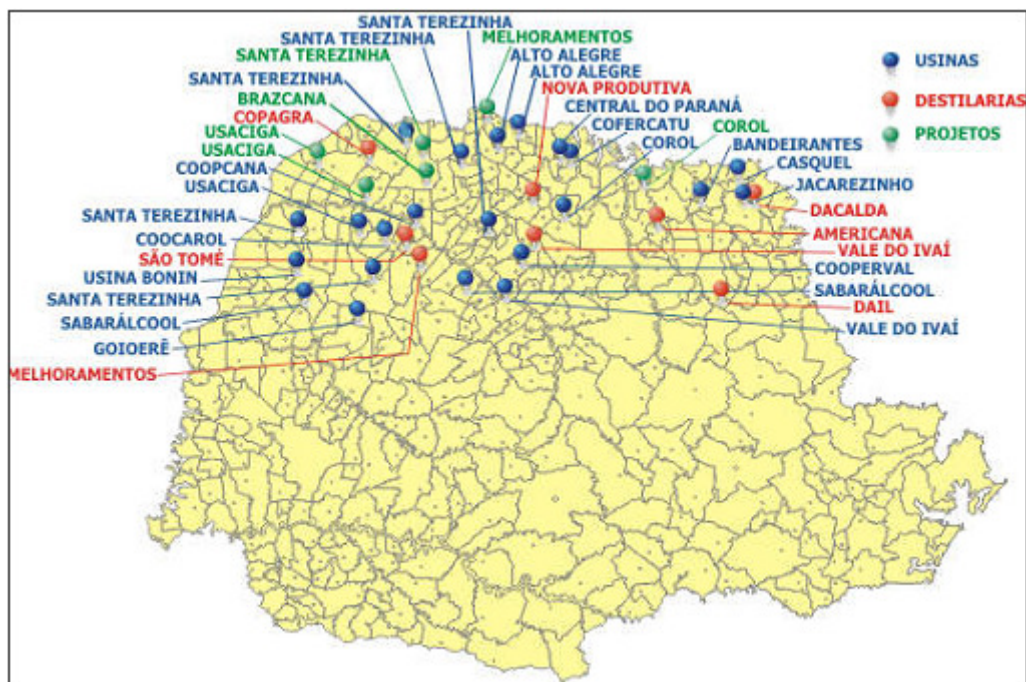 SANTA TEREZINHA
SANTA TEREZINHA
SANTA TEREZINHA
SANTA TEREZINHA
BRAZCANA
COPAGRA
USACIGA
USACIGA
COOPCANA
USACIGA
SANTA TEREZINHA
COOCAROL
SÃO TOMÉ
USINA BONIN
SANTA TEREZINHA
SABARÁLCOOL
GOIOERÊ
MELHORAMENTOS
MELHORAMENTOS
ALTO ALEGRE
ALTO ALEGRE
NOVA PRODUTIVA
CENTRAL DO PARANÁ
COFERCATU
COROL
COROL
BANDEIRANTES
CASQUEL
JACAREZINHO
DACALDA
AMERICANA
VALE DO IVAÍ
COOPERVAL
SABARÁLCOOL
DAIL
VALE DO IVAÍ
USINAS
DESTILARIAS
PROJETOS